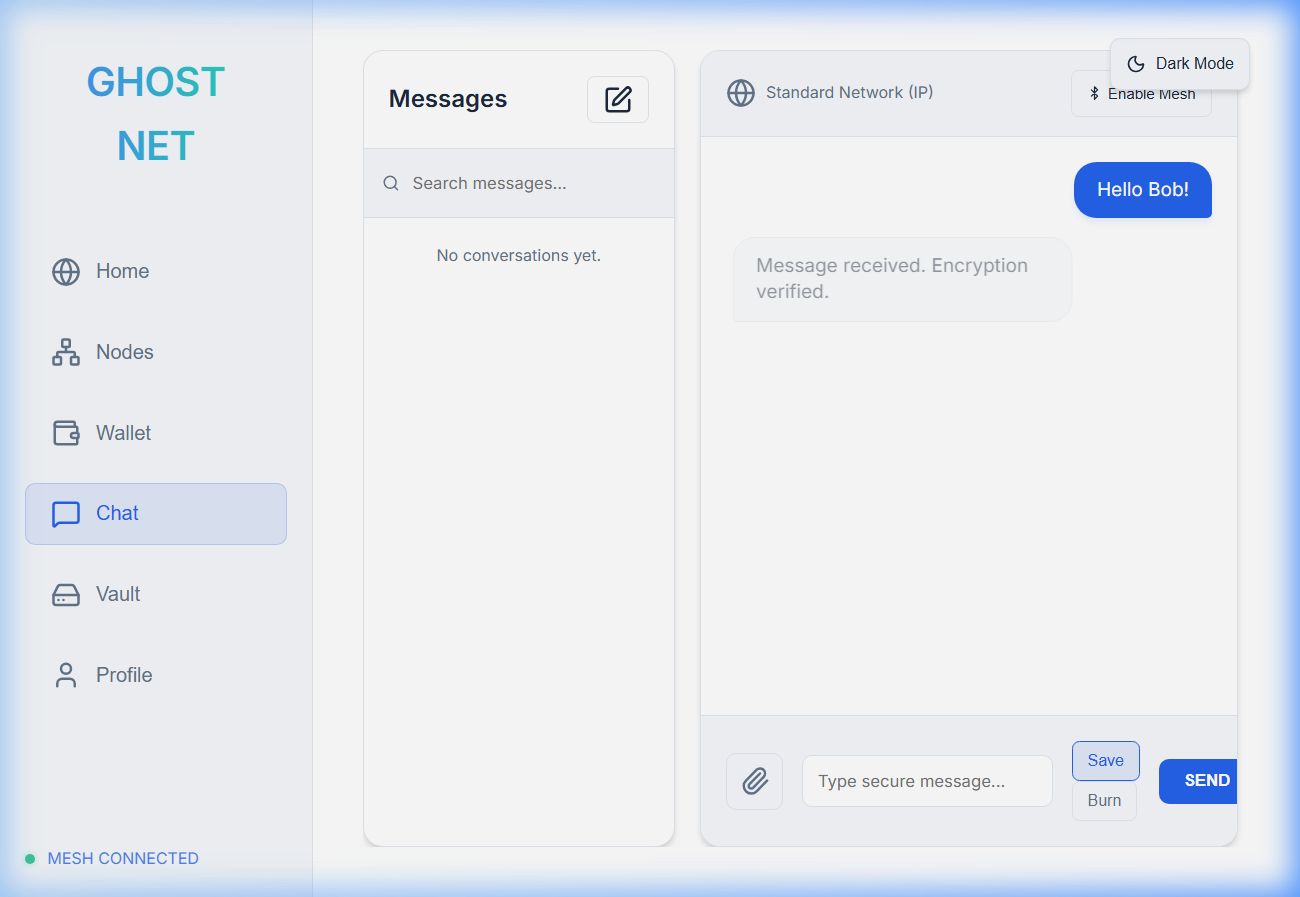 GHOST
NET
Home
Nodes
Wallet
Chat
Vault
Profile
MESH CONNECTED
Messages
Search messages...
No conversations yet.
Standard Network (IP)
Dark Mode
Enable Mesh
Hello Bob!
Message received. Encryption
verified.
Type secure message...
Save
Burn
SEND